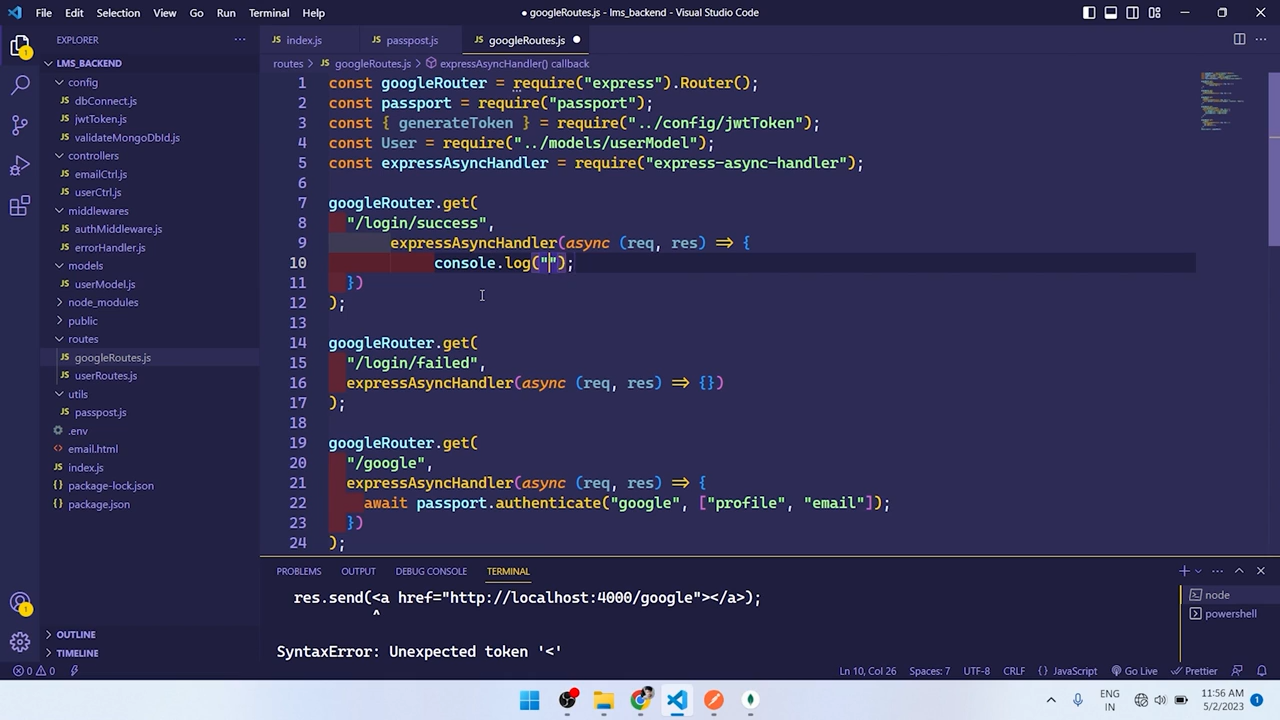 File Edit Selection View Go Run Terminal Help
● googleRoutes.js - lms_backend - Visual Studio Code
EXPLORER
JS index.js JS passpost.js JS googleRoutes.js ●
LMS_BACKEND
routes > JS googleRoutes.js > expressAsyncHandler() callback
config
JS dbConnect.js
JS jwtToken.js
JS validateMongoDbId.js
controllers
JS emailCtrl.js
JS userCtrl.js
middlewares
JS authMiddleware.js
JS errorHandler.js
models
JS userModel.js
node_modules
public
routes
JS googleRoutes.js
JS userRoutes.js
utils
JS passpost.js
.env
email.html
JS index.js
package-lock.json
package.json
OUTLINE
TIMELINE
1 const googleRouter = require("express").Router();
2 const passport = require("passport");
3 const { generateToken } = require("../config/jwtToken");
4 const User = require("../models/userModel");
5 const expressAsyncHandler = require("express-async-handler");
6
7 googleRouter.get(
8 "/login/success",
9 expressAsyncHandler(async (req, res) => {
10 console.log("");
11 })
12 );
13
14 googleRouter.get(
15 "/login/failed",
16 expressAsyncHandler(async (req, res) => {})
17 );
18
19 googleRouter.get(
20 "/google",
21 expressAsyncHandler(async (req, res) => {
22 await passport.authenticate("google", ["profile", "email"]);
23 })
24 );
PROBLEMS OUTPUT DEBUG CONSOLE TERMINAL
res.send(<a href="http://localhost:4000/google"></a>);
^
SyntaxError: Unexpected token '<'
node
powershell
1
1
0 0 Ln 10, Col 26 Spaces: 7 UTF-8 CRLF {} JavaScript Go Live Prettier
ENG
IN
11:56 AM
5/2/2023
1